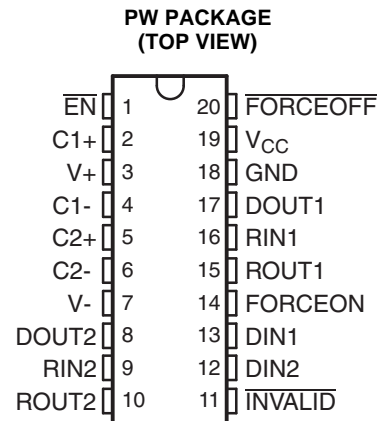 PW PACKAGE
(TOP VIEW)
EN 1 20 FORCEOFF
C1+ 2 19 VCC
V+ 3 18 GND
C1- 4 17 DOUT1
C2+ 5 16 RIN1
C2- 6 15 ROUT1
V- 7 14 FORCEON
DOUT2 8 13 DIN1
RIN2 9 12 DIN2
ROUT2 10 11 INVALID